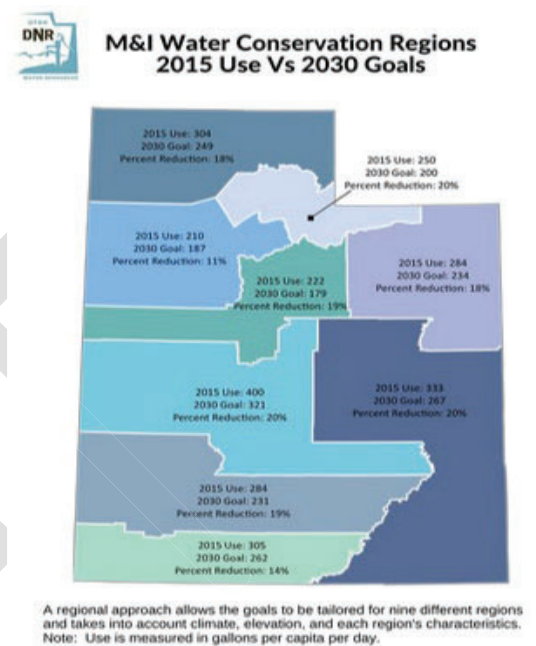 UTAH
DNR
WATER RESOURCES
M&I Water Conservation Regions
2015 Use Vs 2030 Goals
2015 Use: 304
2030 Goal: 249
Percent Reduction: 18%
2015 Use: 250
2030 Goal: 200
Percent Reduction: 20%
2015 Use: 210
2030 Goal: 187
Percent Reduction: 11%
2015 Use: 284
2030 Goal: 234
Percent Reduction: 18%
2015 Use: 222
2030 Goal: 179
Percent Reduction: 19%
2015 Use: 400
2030 Goal: 321
Percent Reduction: 20%
2015 Use: 333
2030 Goal: 267
Percent Reduction: 20%
2015 Use: 284
2030 Goal: 231
Percent Reduction: 19%
2015 Use: 305
2030 Goal: 262
Percent Reduction: 14%
A regional approach allows the goals to be tailored for nine different regions
and takes into account climate, elevation, and each region's characteristics.
Note: Use is measured in gallons per capita per day.